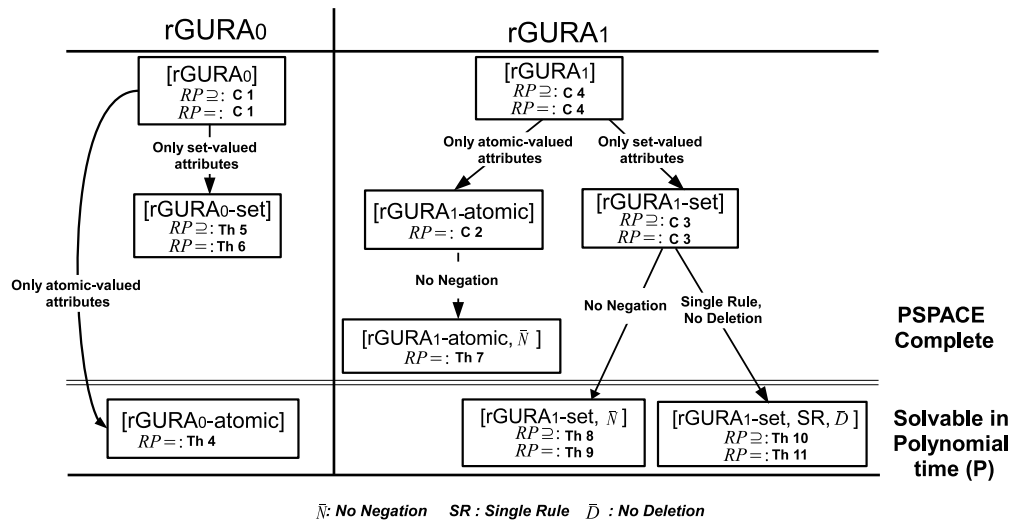 rGURA0
rGURA1
[rGURA0]
RP⊇: C 1
RP=: C 1
[rGURA1]
RP⊇: C 4
RP=: C 4
Only set-valued
attributes
Only atomic-valued
attributes
Only set-valued
attributes
[rGURA0-set]
RP⊇: Th 5
RP=: Th 6
[rGURA1-atomic]
RP=: C 2
[rGURA1-set]
RP⊇: C 3
RP=: C 3
Only atomic-valued
attributes
No Negation
No Negation
Single Rule,
No Deletion
[rGURA1-atomic, N̄ ]
RP=: Th 7
PSPACE
Complete
[rGURA0-atomic]
RP=: Th 4
[rGURA1-set, N̄ ]
RP⊇: Th 8
RP=: Th 9
[rGURA1-set, SR, D̄ ]
RP⊇: Th 10
RP=: Th 11
Solvable in
Polynomial
time (P)
N̄: No Negation SR : Single Rule D̄ : No Deletion